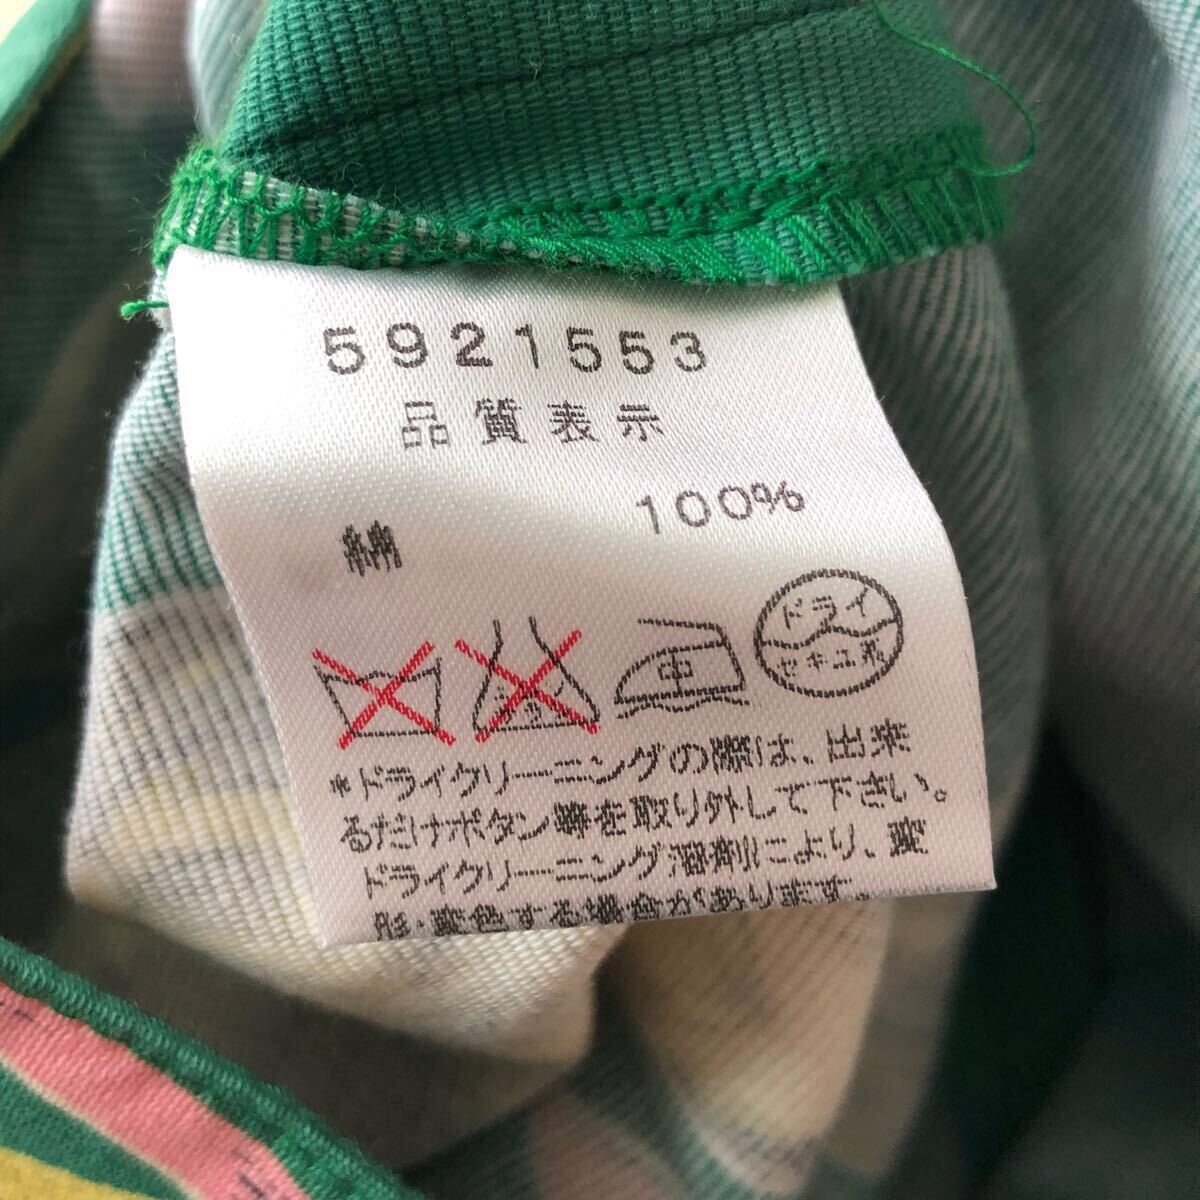 5921553
品質表示
綿 100%
中
ドライ
セキユ系
*ドライクリーニングの際は、出来
るだけボタン等を取り外して下さい。
ドライクリーニング溶剤により、変
形・変色する場合があります。